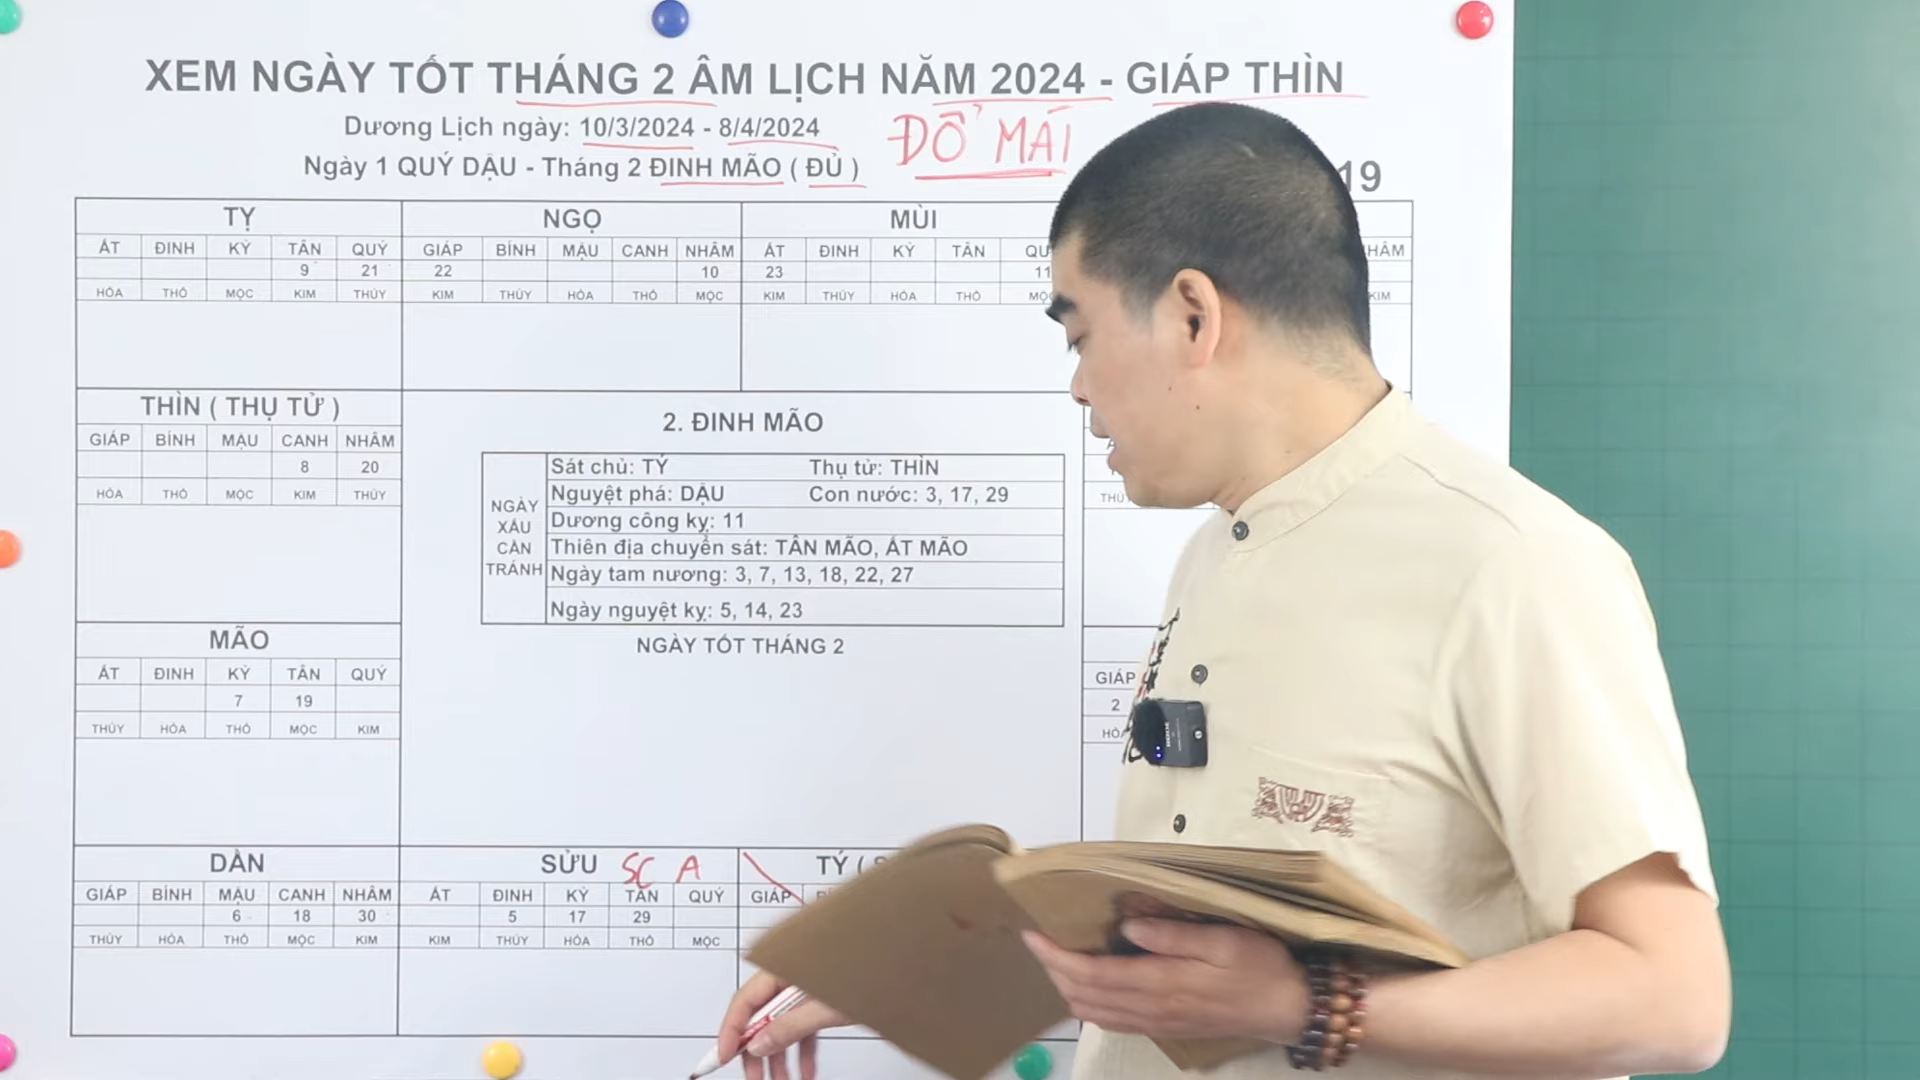 XEM NGÀY TỐT THÁNG 2 ÂM LỊCH NĂM 2024 - GIÁP THÌN
Dương Lịch ngày: 10/3/2024 - 8/4/2024
ĐỔ MÁI
Ngày 1 QUÝ DẬU - Tháng 2 ĐINH MÃO ( ĐỦ )
19
TỴ
ẤT ĐINH KỶ TÂN QUÝ
9 21
HỎA THỔ MỘC KIM THỦY
NGỌ
GIÁP BÍNH MẬU CANH NHÂM
22 10
KIM THỦY HỎA THỔ MỘC
MÙI
ẤT ĐINH KỶ TÂN
23 11
KIM THỦY HỎA THỔ
KIM
THÌN ( THỤ TỬ )
GIÁP BÍNH MẬU CANH NHÂM
8 20
HỎA THỔ MỘC KIM THỦY
2. ĐINH MÃO
NGÀY XẤU CẦN TRÁNH
Sát chủ: TÝ Thụ tử: THÌN
Nguyệt phá: DẬU Con nước: 3, 17, 29
Dương công kỵ: 11
Thiên địa chuyển sát: TÂN MÃO, ẤT MÃO
Ngày tam nương: 3, 7, 13, 18, 22, 27
Ngày nguyệt kỵ: 5, 14, 23
NGÀY TỐT THÁNG 2
MÃO
ẤT ĐINH KỶ TÂN QUÝ
7 19
THỦY HỎA THỔ MỘC KIM
GIÁP
2
DẦN
GIÁP BÍNH MẬU CANH NHÂM
6 18 30
THỦY HỎA THỔ MỘC KIM
SỬU SC A
ẤT ĐINH KỶ TÂN QUÝ
5 17 29
KIM THỦY HỎA THỔ MỘC
TÝ (
GIÁP